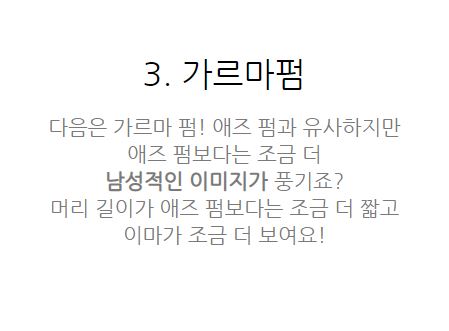 3. 가르마펌
다음은 가르마 펌! 애즈 펌과 유사하지만
애즈 펌보다는 조금 더
남성적인 이미지가 풍기죠?
머리 길이가 애즈 펌보다는 조금 더 짧고
이마가 조금 더 보여요!